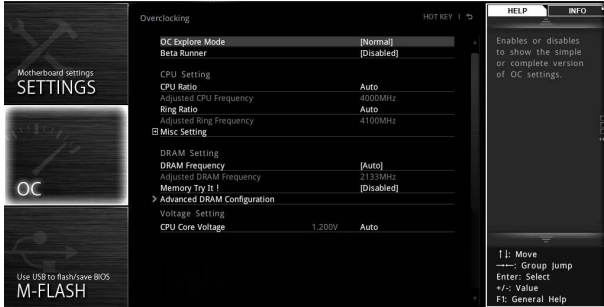 Motherboard settings
SETTINGS
OC
Use USB to flash/save BIOS
M-FLASH
Overclocking
HOT KEY
OC Explore Mode [Normal]
Beta Runner [Disabled]
CPU Setting
CPU Ratio Auto
Adjusted CPU Frequency 4000MHz
Ring Ratio Auto
Adjusted Ring Frequency 4100MHz
Misc Setting
DRAM Setting
DRAM Frequency [Auto]
Adjusted DRAM Frequency 2133MHz
Memory Try It ! [Disabled]
Advanced DRAM Configuration
Voltage Setting
CPU Core Voltage 1.200V Auto
HELP
INFO
Enables or disables
to show the simple
or complete version
of OC settings.
↑↓: Move
→←: Group Jump
Enter: Select
+/-: Value
F1: General Help